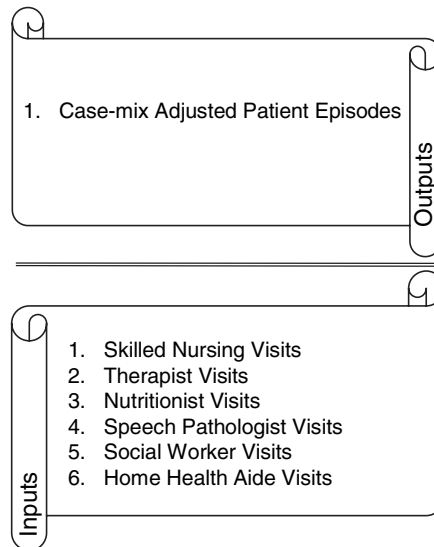 1. Case-mix Adjusted Patient Episodes
Outputs
1. Skilled Nursing Visits
2. Therapist Visits
3. Nutritionist Visits
4. Speech Pathologist Visits
5. Social Worker Visits
6. Home Health Aide Visits
Inputs